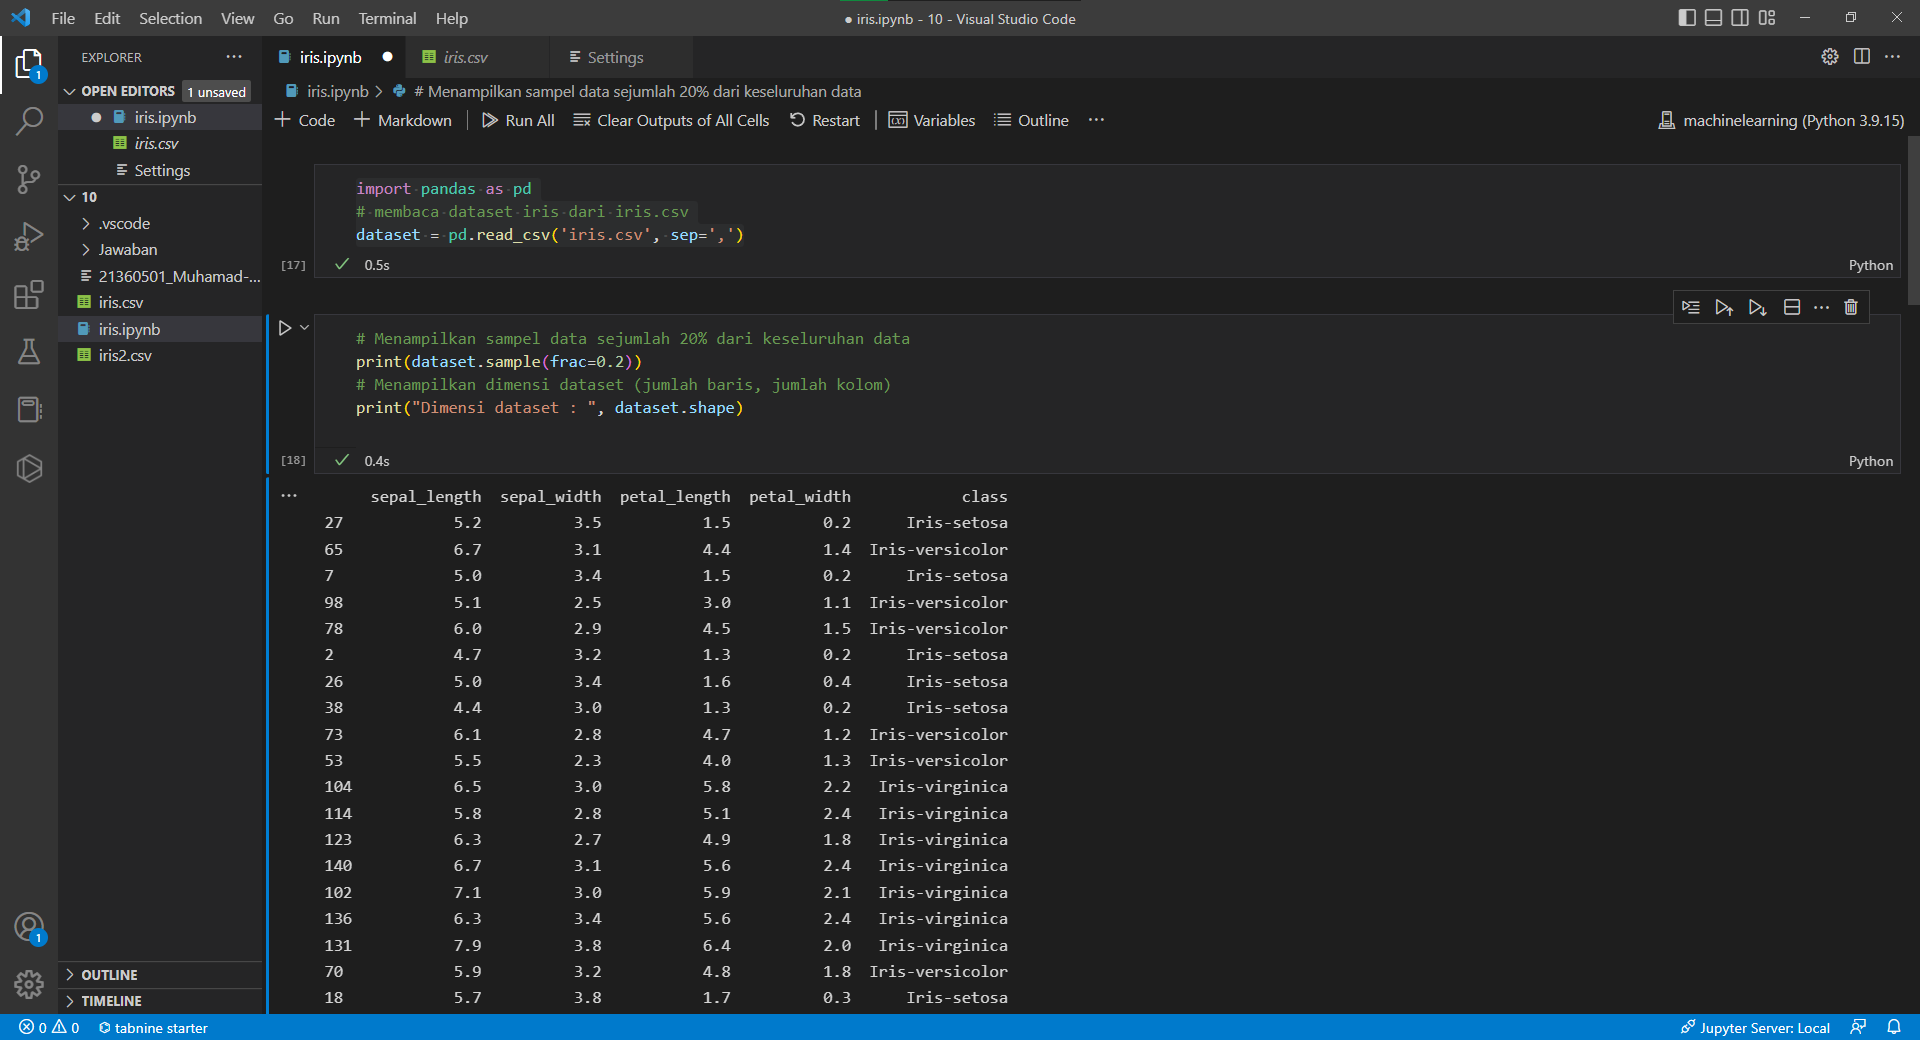 File Edit Selection View Go Run Terminal Help
● iris.ipynb - 10 - Visual Studio Code
EXPLORER
iris.ipynb
iris.csv
Settings
OPEN EDITORS 1 unsaved
iris.ipynb
iris.csv
Settings
10
.vscode
Jawaban
21360501_Muhamad-...
iris.csv
iris.ipynb
iris2.csv
OUTLINE
TIMELINE
1
1
iris.ipynb > # Menampilkan sampel data sejumlah 20% dari keseluruhan data
+ Code + Markdown Run All Clear Outputs of All Cells Restart Variables Outline ...
machinelearning (Python 3.9.15)
import pandas as pd
# membaca dataset iris dari iris.csv
dataset = pd.read_csv('iris.csv', sep=',')
[17] ✓ 0.5s Python
# Menampilkan sampel data sejumlah 20% dari keseluruhan data
print(dataset.sample(frac=0.2))
# Menampilkan dimensi dataset (jumlah baris, jumlah kolom)
print("Dimensi dataset : ", dataset.shape)
[18] ✓ 0.4s Python
sepal_length sepal_width petal_length petal_width class
27 5.2 3.5 1.5 0.2 Iris-setosa
65 6.7 3.1 4.4 1.4 Iris-versicolor
7 5.0 3.4 1.5 0.2 Iris-setosa
98 5.1 2.5 3.0 1.1 Iris-versicolor
78 6.0 2.9 4.5 1.5 Iris-versicolor
2 4.7 3.2 1.3 0.2 Iris-setosa
26 5.0 3.4 1.6 0.4 Iris-setosa
38 4.4 3.0 1.3 0.2 Iris-setosa
73 6.1 2.8 4.7 1.2 Iris-versicolor
53 5.5 2.3 4.0 1.3 Iris-versicolor
104 6.5 3.0 5.8 2.2 Iris-virginica
114 5.8 2.8 5.1 2.4 Iris-virginica
123 6.3 2.7 4.9 1.8 Iris-virginica
140 6.7 3.1 5.6 2.4 Iris-virginica
102 7.1 3.0 5.9 2.1 Iris-virginica
136 6.3 3.4 5.6 2.4 Iris-virginica
131 7.9 3.8 6.4 2.0 Iris-virginica
70 5.9 3.2 4.8 1.8 Iris-versicolor
18 5.7 3.8 1.7 0.3 Iris-setosa
0 0 tabnine starter
Jupyter Server: Local